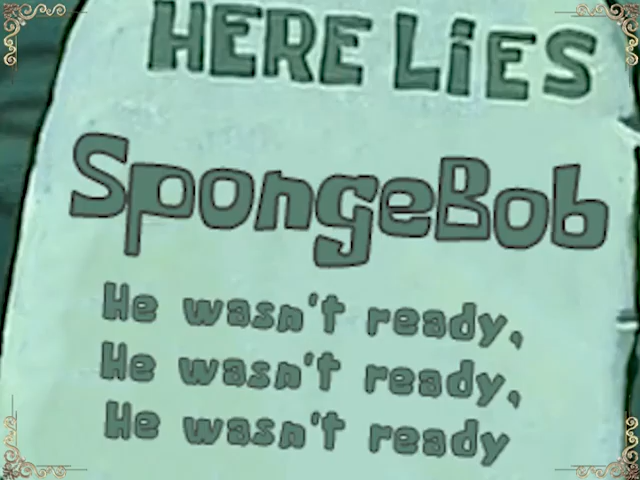 HERE LiES
SpongeBob
He wasn't ready,
He wasn't ready,
He wasn't ready